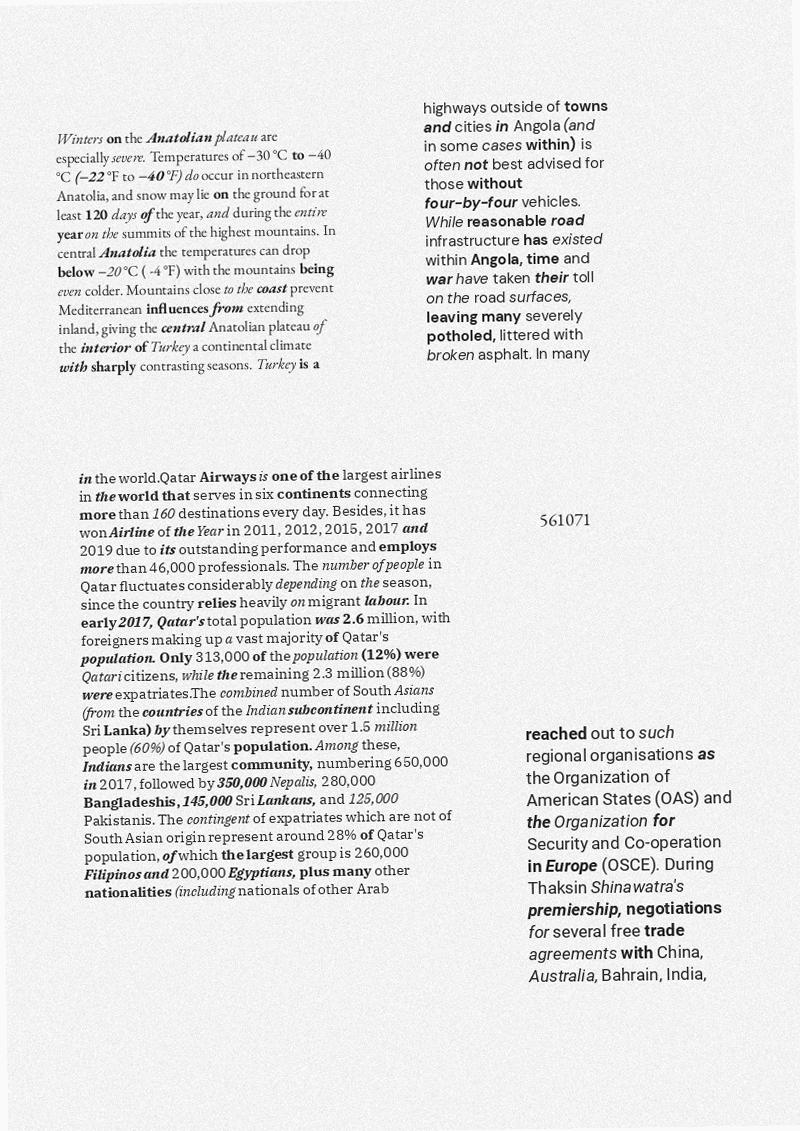 Winters on the Anatolian plateau are
especially severe. Temperatures of −30 °C to −40
°C (−22 °F to −40 °F) do occur in northeastern
Anatolia, and snow may lie on the ground for at
least 120 days of the year, and during the entire
year on the summits of the highest mountains. In
central Anatolia the temperatures can drop
below −20 °C ( -4 °F) with the mountains being
even colder. Mountains close to the coast prevent
Mediterranean influences from extending
inland, giving the central Anatolian plateau of
the interior of Turkey a continental climate
with sharply contrasting seasons. Turkey is a
highways outside of towns
and cities in Angola (and
in some cases within) is
often not best advised for
those without
four-by-four vehicles.
While reasonable road
infrastructure has existed
within Angola, time and
war have taken their toll
on the road surfaces,
leaving many severely
potholed, littered with
broken asphalt. In many
in the world.Qatar Airways is one of the largest airlines
in the world that serves in six continents connecting
more than 160 destinations every day. Besides, it has
won Airline of the Year in 2011, 2012, 2015, 2017 and
2019 due to its outstanding performance and employs
more than 46,000 professionals. The number of people in
Qatar fluctuates considerably depending on the season,
since the country relies heavily on migrant labour. In
early 2017, Qatar's total population was 2.6 million, with
foreigners making up a vast majority of Qatar's
population. Only 313,000 of the population (12%) were
Qatari citizens, while the remaining 2.3 million (88%)
were expatriates.The combined number of South Asians
(from the countries of the Indian subcontinent including
Sri Lanka) by themselves represent over 1.5 million
people (60%) of Qatar's population. Among these,
Indians are the largest community, numbering 650,000
in 2017, followed by 350,000 Nepalis, 280,000
Bangladeshis, 145,000 Sri Lankans, and 125,000
Pakistanis. The contingent of expatriates which are not of
South Asian origin represent around 28% of Qatar's
population, of which the largest group is 260,000
Filipinos and 200,000 Egyptians, plus many other
nationalities (including nationals of other Arab
561071
reached out to such
regional organisations as
the Organization of
American States (OAS) and
the Organization for
Security and Co-operation
in Europe (OSCE). During
Thaksin Shinawatra's
premiership, negotiations
for several free trade
agreements with China,
Australia, Bahrain, India,